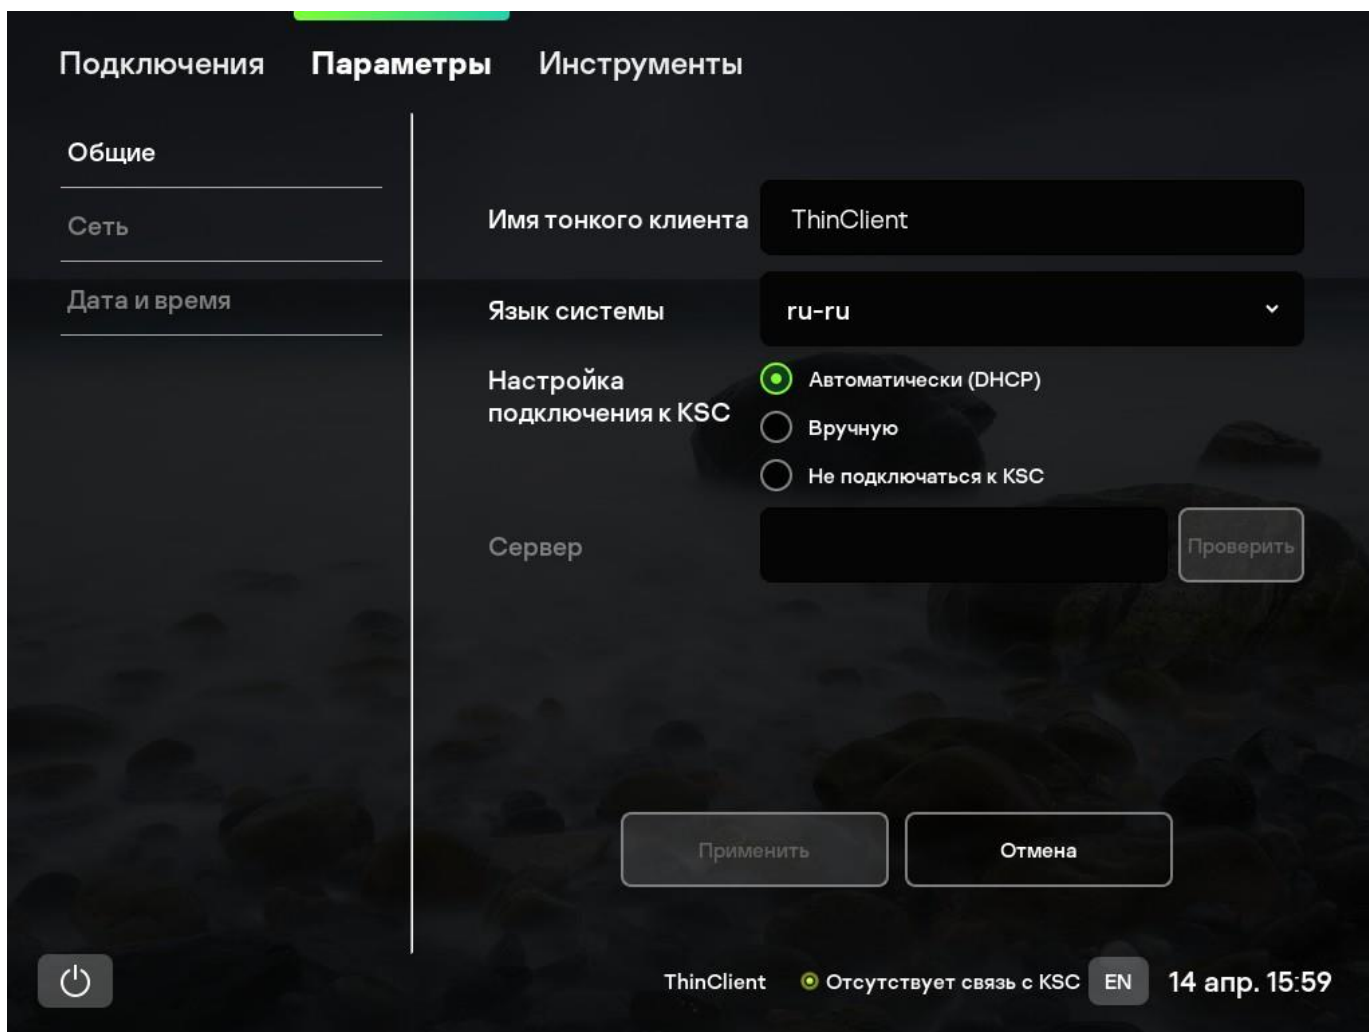 Подключения Параметры Инструменты
Общие
Сеть
Дата и время
Имя тонкого клиента ThinClient
Язык системы ru-ru
Настройка
подключения к KSC
Автоматически (DHCP)
Вручную
Не подключаться к KSC
Сервер Проверить
Применить Отмена
ThinClient Отсутствует связь с KSC EN 14 апр. 15:59